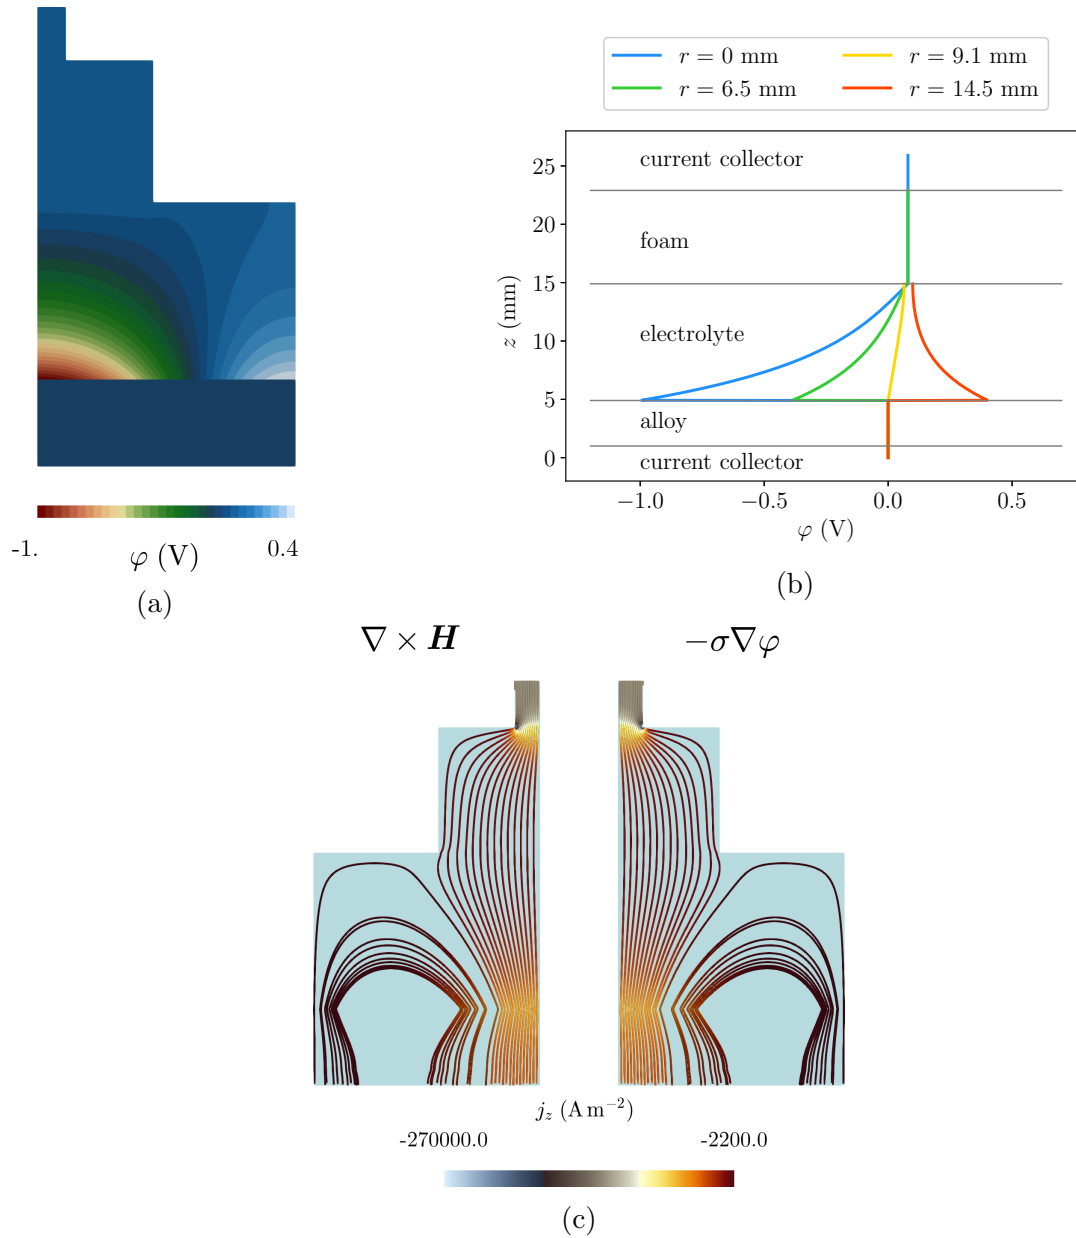 -1.
0.4
φ (V)
(a)
r = 0 mm
r = 9.1 mm
r = 6.5 mm
r = 14.5 mm
z (mm)
25
20
15
10
5
0
current collector
foam
electrolyte
alloy
current collector
−1.0
−0.5
0.0
0.5
φ (V)
(b)
∇ × H
−σ∇φ
j_z (A m⁻²)
-270000.0
-2200.0
(c)